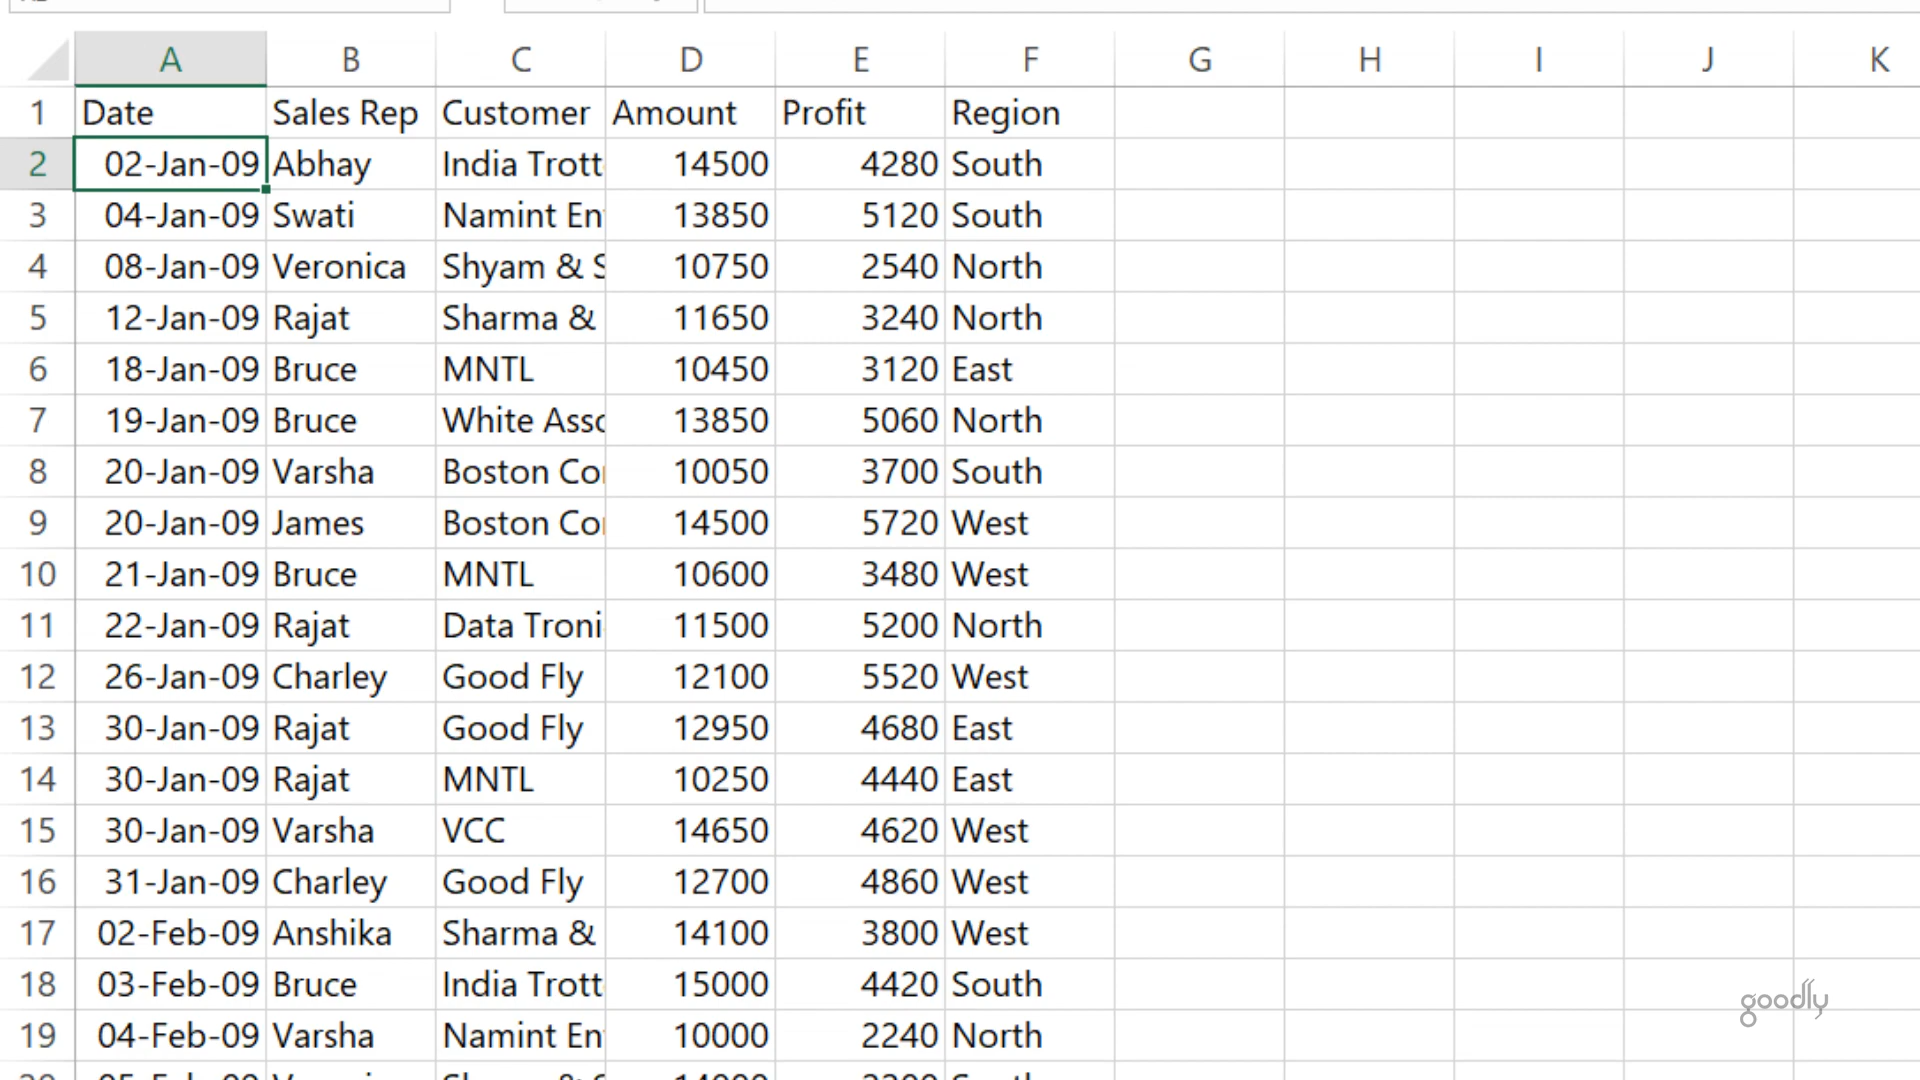 A B C D E F G H I J K
1 Date Sales Rep Customer Amount Profit Region
2 02-Jan-09 Abhay India Trott 14500 4280 South
3 04-Jan-09 Swati Namint En 13850 5120 South
4 08-Jan-09 Veronica Shyam & S 10750 2540 North
5 12-Jan-09 Rajat Sharma & 11650 3240 North
6 18-Jan-09 Bruce MNTL 10450 3120 East
7 19-Jan-09 Bruce White Asso 13850 5060 North
8 20-Jan-09 Varsha Boston Co 10050 3700 South
9 20-Jan-09 James Boston Co 14500 5720 West
10 21-Jan-09 Bruce MNTL 10600 3480 West
11 22-Jan-09 Rajat Data Troni 11500 5200 North
12 26-Jan-09 Charley Good Fly 12100 5520 West
13 30-Jan-09 Rajat Good Fly 12950 4680 East
14 30-Jan-09 Rajat MNTL 10250 4440 East
15 30-Jan-09 Varsha VCC 14650 4620 West
16 31-Jan-09 Charley Good Fly 12700 4860 West
17 02-Feb-09 Anshika Sharma & 14100 3800 West
18 03-Feb-09 Bruce India Trott 15000 4420 South
19 04-Feb-09 Varsha Namint En 10000 2240 North
goodly